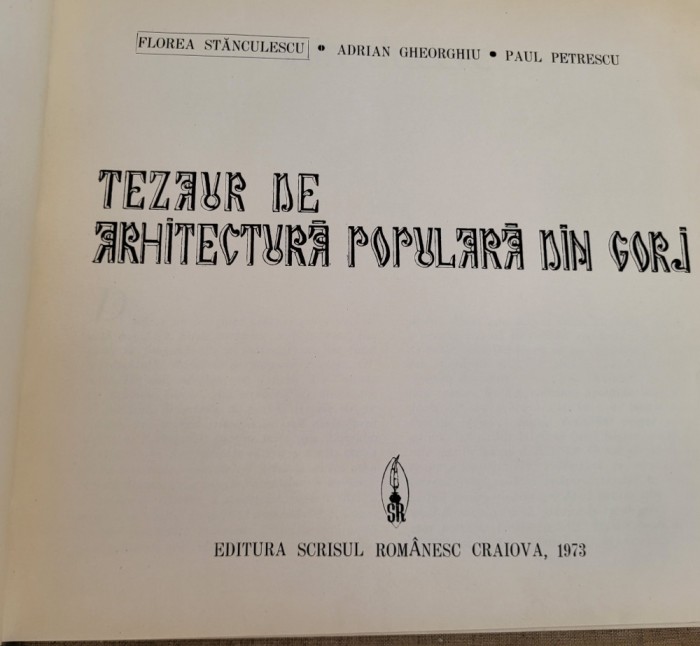 FLOREA STĂNCULESCU • ADRIAN GHEORGHIU • PAUL PETRESCU
TEZAUR DE
ARHITECTURĂ POPULARĂ DIN GORJ
SR
EDITURA SCRISUL ROMÂNESC CRAIOVA, 1973